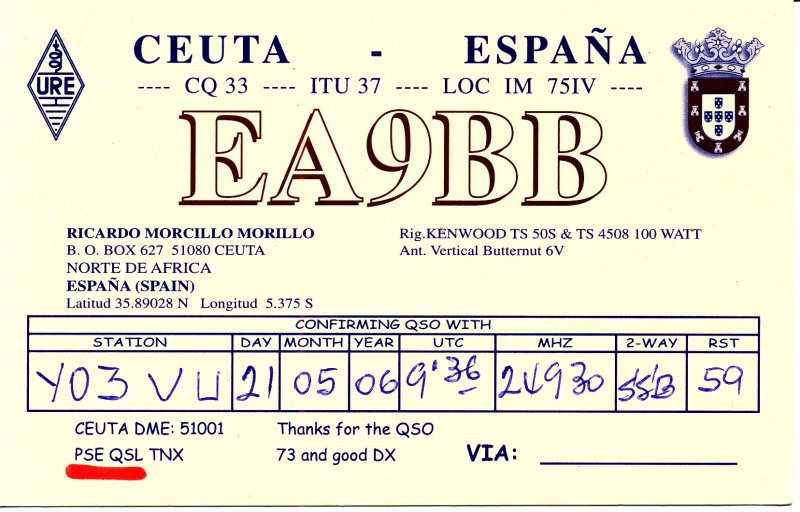 URE
CEUTA - ESPAÑA
---- CQ 33 ---- ITU 37 ---- LOC IM 75IV ----
EA9BB
RICARDO MORCILLO MORILLO
B. O. BOX 627 51080 CEUTA
NORTE DE AFRICA
ESPAÑA (SPAIN)
Latitud 35.89028 N Longitud 5.375 S
Rig.KENWOOD TS 50S & TS 4508 100 WATT
Ant. Vertical Butternut 6V
CONFIRMING QSO WITH
STATION DAY MONTH YEAR UTC MHZ 2-WAY RST
YO3 VU 21 05 06 9'36 24930 SSB 59
CEUTA DME: 51001 Thanks for the QSO
PSE QSL TNX 73 and good DX VIA: